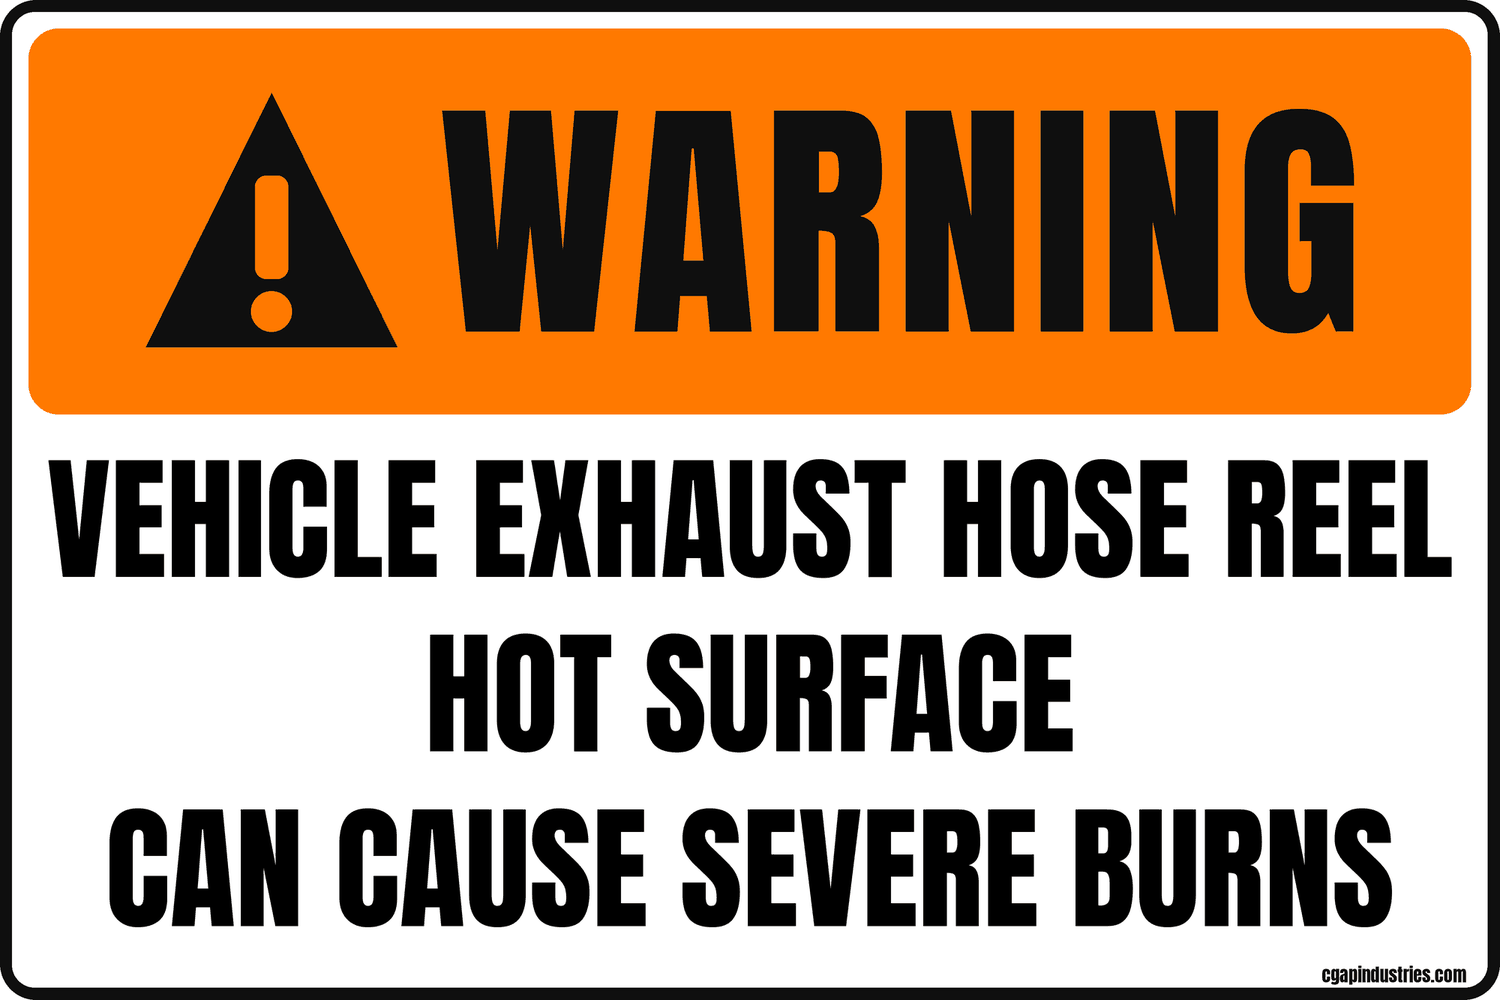 WARNING
VEHICLE EXHAUST HOSE REEL
HOT SURFACE
CAN CAUSE SEVERE BURNS
cgapindustries.com